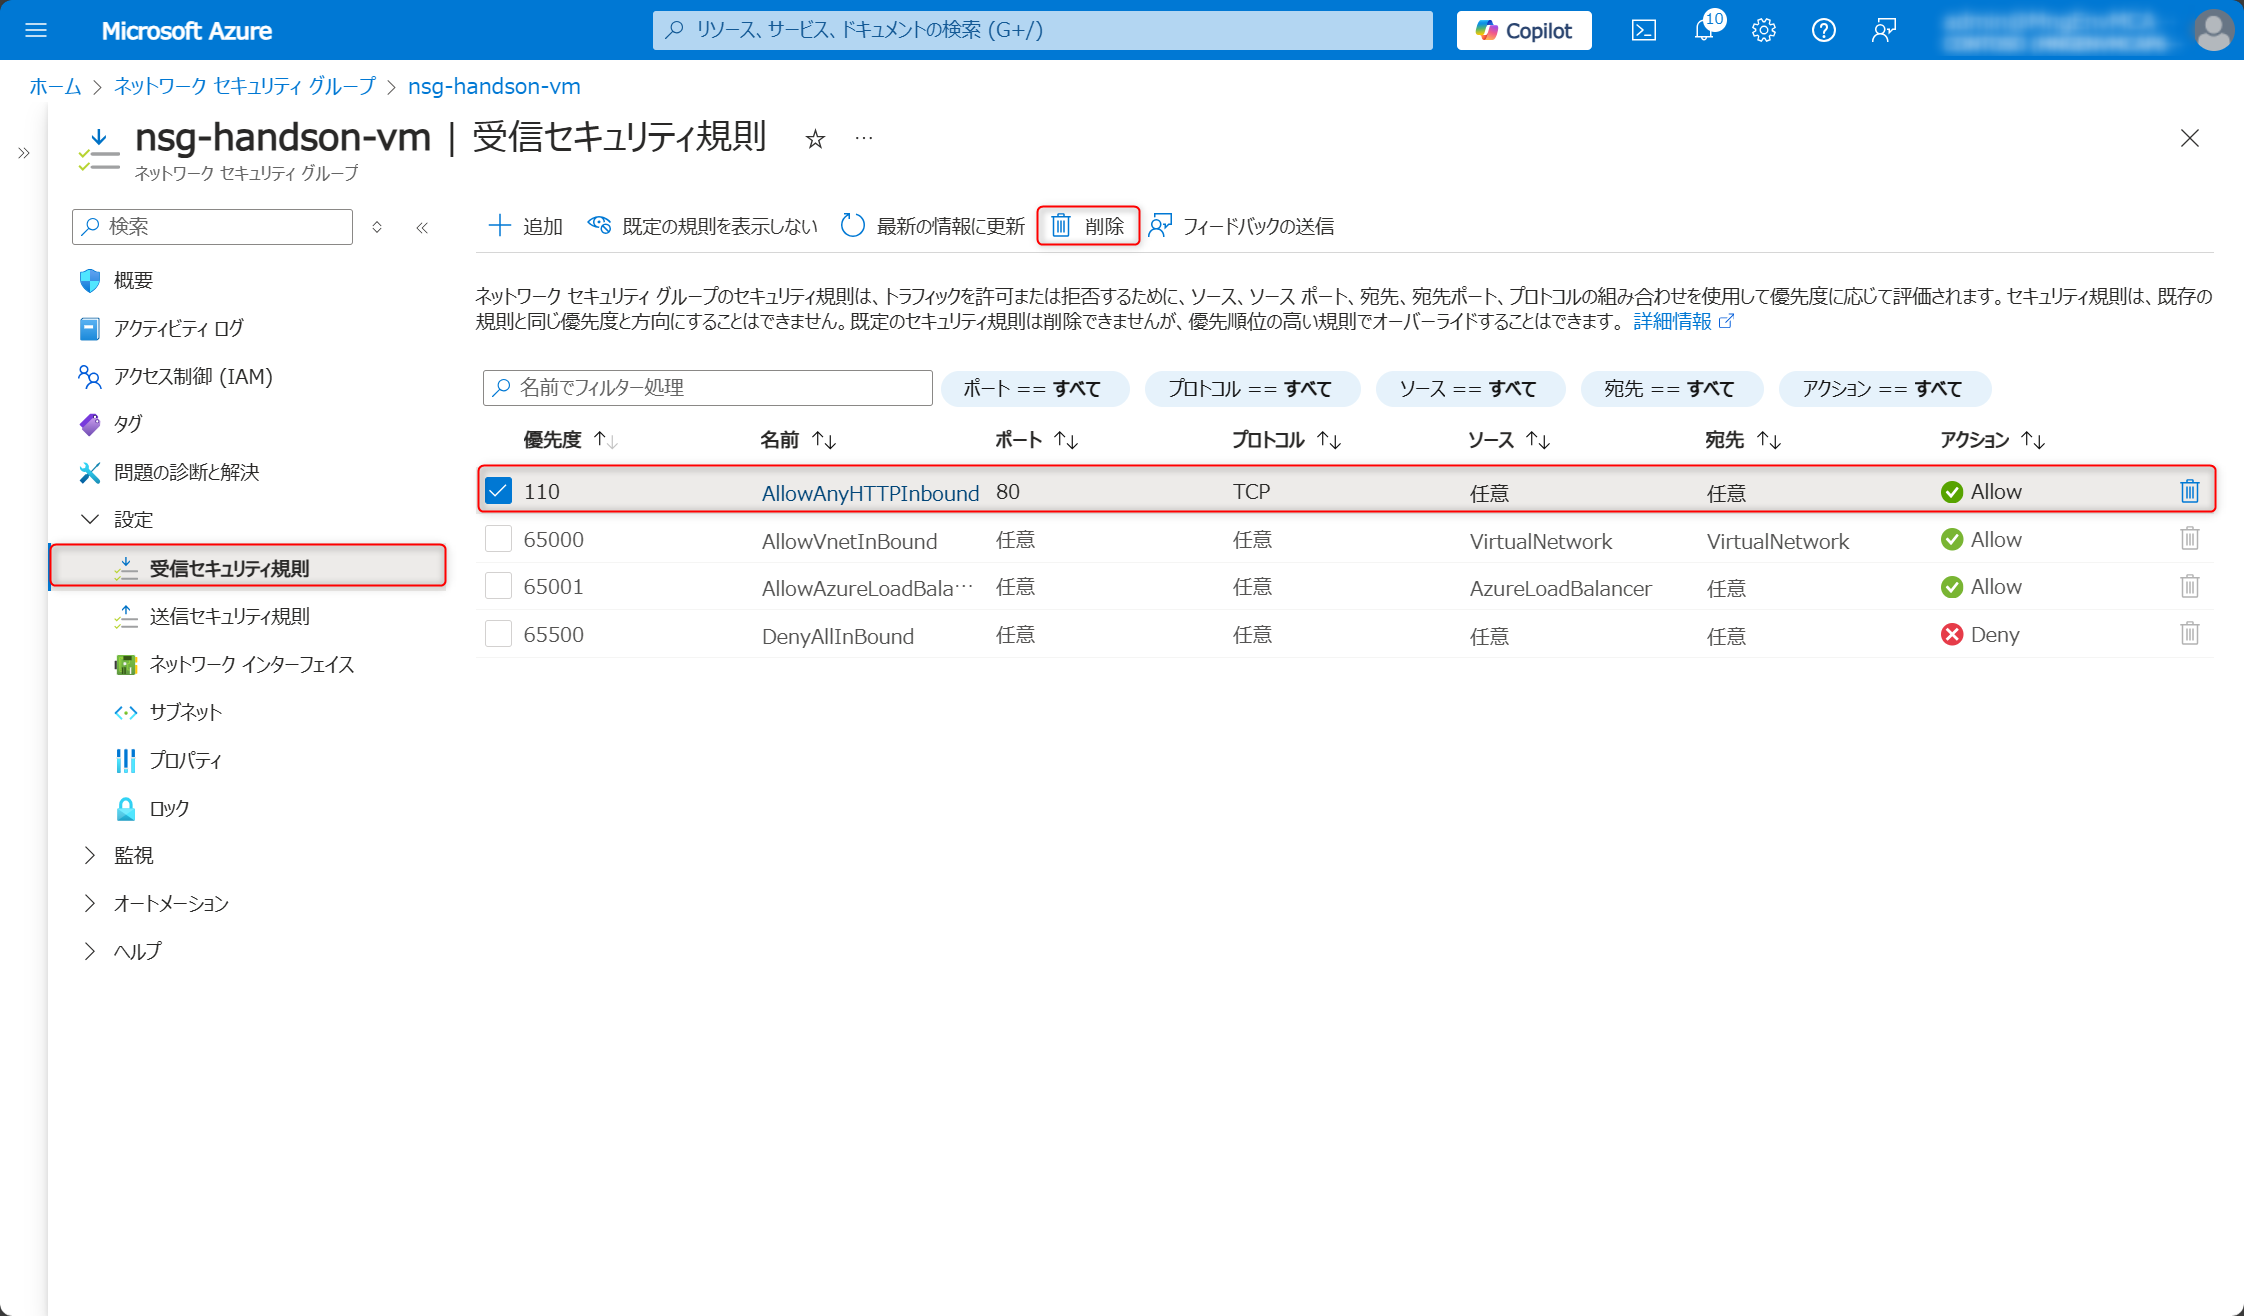 Microsoft Azure
リソース、サービス、ドキュメントの検索 (G+/)
Copilot
10
ホーム > ネットワーク セキュリティ グループ > nsg-handson-vm
nsg-handson-vm | 受信セキュリティ規則
ネットワーク セキュリティ グループ
検索
追加 既定の規則を表示しない 最新の情報に更新 削除 フィードバックの送信
概要
アクティビティ ログ
アクセス制御 (IAM)
タグ
問題の診断と解決
設定
受信セキュリティ規則
送信セキュリティ規則
ネットワーク インターフェイス
サブネット
プロパティ
ロック
監視
オートメーション
ヘルプ
ネットワーク セキュリティ グループのセキュリティ規則は、トラフィックを許可または拒否するために、ソース、ソース ポート、宛先、宛先ポート、プロトコルの組み合わせを使用して優先度に応じて評価されます。セキュリティ規則は、既存の
規則と同じ優先度と方向にすることはできません。既定のセキュリティ規則は削除できませんが、優先順位の高い規則でオーバーライドすることはできます。 詳細情報
名前でフィルター処理
ポート == すべて プロトコル == すべて ソース == すべて 宛先 == すべて アクション == すべて
優先度 名前 ポート プロトコル ソース 宛先 アクション
110 AllowAnyHTTPInbound 80 TCP 任意 任意 Allow
65000 AllowVnetInBound 任意 任意 VirtualNetwork VirtualNetwork Allow
65001 AllowAzureLoadBala… 任意 任意 AzureLoadBalancer 任意 Allow
65500 DenyAllInBound 任意 任意 任意 任意 Deny